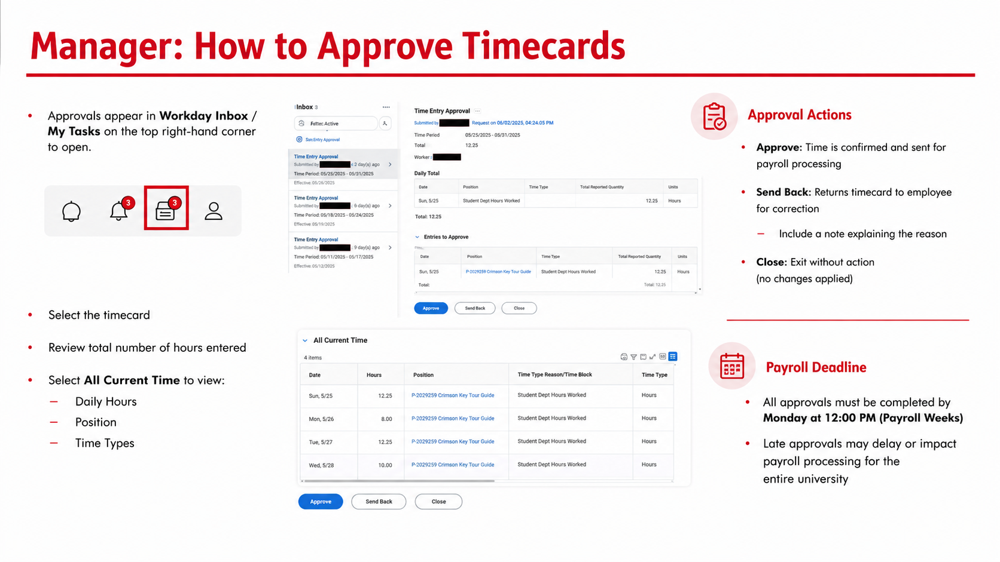 Manager: How to Approve Timecards
• Approvals appear in Workday Inbox /
My Tasks on the top right-hand corner
to open.
3
3
• Select the timecard
• Review total number of hours entered
• Select All Current Time to view:
– Daily Hours
– Position
– Time Types
Inbox 3
Active
Entry Approval
Time Entry Approval
Submitted by 2 day(s) ago
Time Period: 05/25/2025 - 05/31/2025
Effective: 05/26/2025
Time Entry Approval
Submitted by 6 day(s) ago
Time Period: 05/18/2025 - 05/24/2025
Effective: 05/19/2025
Time Entry Approval
Submitted by 9 day(s) ago
Time Period: 05/11/2025 - 05/17/2025
Effective: 05/12/2025
Time Entry Approval
Submitted by Request on 06/02/2025, 04:24.05 PM
Time Period 05/25/2025 - 05/31/2025
Total 12.25
Worker
Daily Total
Date Position Time Type Total Reported Quantity Units
Sun, 5/25 Student Dept Hours Worked 12.25 Hours
Total: 12.25
Entries to Approve
Date Position Time Type Total Reported Quantity Units
Sun, 5/25 P-0029259 Crimson Key Tour Guide Student Dept Hours Worked 12.25 Hours
Total: Total: 12.25
Approve Send Back Close
All Current Time
4 items
Date Hours Position Time Type Reason/Time Block Time Type
Sun, 5/25 12.25 P-2029259 Crimson Key Tour Guide Student Dept Hours Worked Hours
Mon, 5/26 8.00 P-2029259 Crimson Key Tour Guide Student Dept Hours Worked Hours
Tue, 5/27 12.25 P-2029259 Crimson Key Tour Guide Student Dept Hours Worked Hours
Wed, 5/28 10.00 P-2029259 Crimson Key Tour Guide Student Dept Hours Worked Hours
Approve Send Back Close
Approval Actions
• Approve: Time is confirmed and sent for
payroll processing
• Send Back: Returns timecard to employee
for correction
– Include a note explaining the reason
• Close: Exit without action
(no changes applied)
Payroll Deadline
• All approvals must be completed by
Monday at 12:00 PM (Payroll Weeks)
• Late approvals may delay or impact
payroll processing for the
entire university